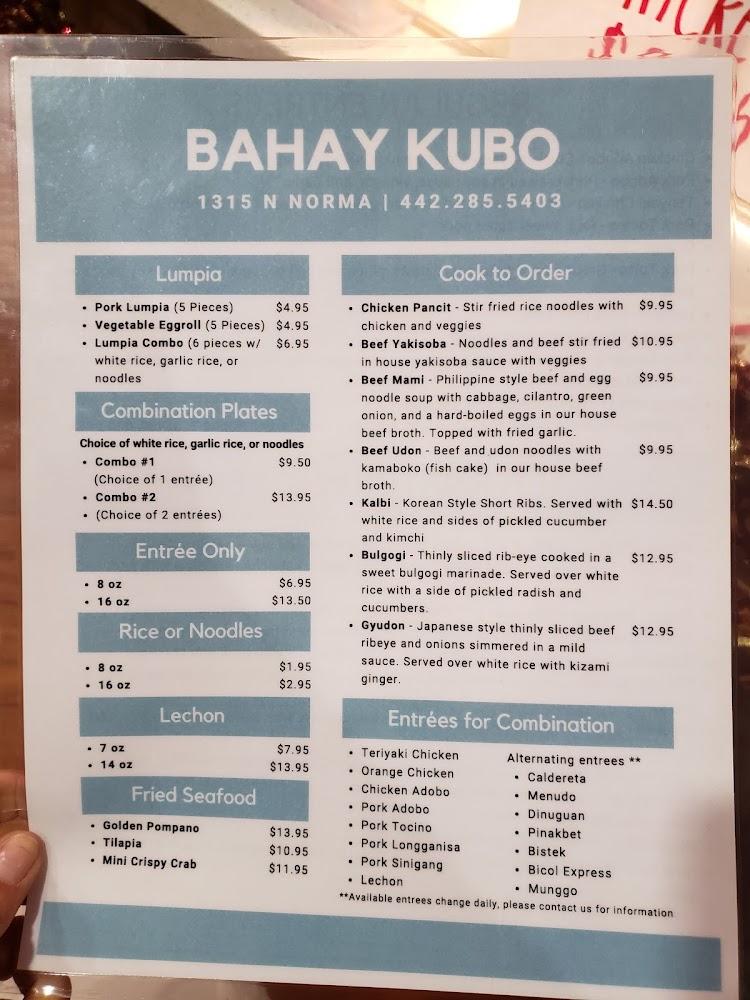 BAHAY KUBO
1315 N NORMA | 442.285.5403
Lumpia
• Pork Lumpia (5 Pieces) $4.95
• Vegetable Eggroll (5 Pieces) $4.95
• Lumpia Combo (6 pieces w/ $6.95
white rice, garlic rice, or
noodles
Combination Plates
Choice of white rice, garlic rice, or noodles
• Combo #1 $9.50
(Choice of 1 entrée)
• Combo #2 $13.95
• (Choice of 2 entrées)
Entrée Only
• 8 oz $6.95
• 16 oz $13.50
Rice or Noodles
• 8 oz $1.95
• 16 oz $2.95
Lechon
• 7 oz $7.95
• 14 oz $13.95
Fried Seafood
• Golden Pompano $13.95
• Tilapia $10.95
• Mini Crispy Crab $11.95
Cook to Order
• Chicken Pancit - Stir fried rice noodles with $9.95
chicken and veggies
• Beef Yakisoba - Noodles and beef stir fried $10.95
in house yakisoba sauce with veggies
• Beef Mami - Philippine style beef and egg $9.95
noodle soup with cabbage, cilantro, green
onion, and a hard-boiled eggs in our house
beef broth. Topped with fried garlic.
• Beef Udon - Beef and udon noodles with $9.95
kamaboko (fish cake) in our house beef
broth.
• Kalbi - Korean Style Short Ribs. Served with $14.50
white rice and sides of pickled cucumber
and kimchi
• Bulgogi - Thinly sliced rib-eye cooked in a $12.95
sweet bulgogi marinade. Served over white
rice with a side of pickled radish and
cucumbers.
• Gyudon - Japanese style thinly sliced beef $12.95
ribeye and onions simmered in a mild
sauce. Served over white rice with kizami
ginger.
Entrées for Combination
• Teriyaki Chicken
• Orange Chicken
• Chicken Adobo
• Pork Adobo
• Pork Tocino
• Pork Longganisa
• Pork Sinigang
• Lechon
Alternating entrees **
• Caldereta
• Menudo
• Dinuguan
• Pinakbet
• Bistek
• Bicol Express
• Munggo
**Available entrees change daily, please contact us for information